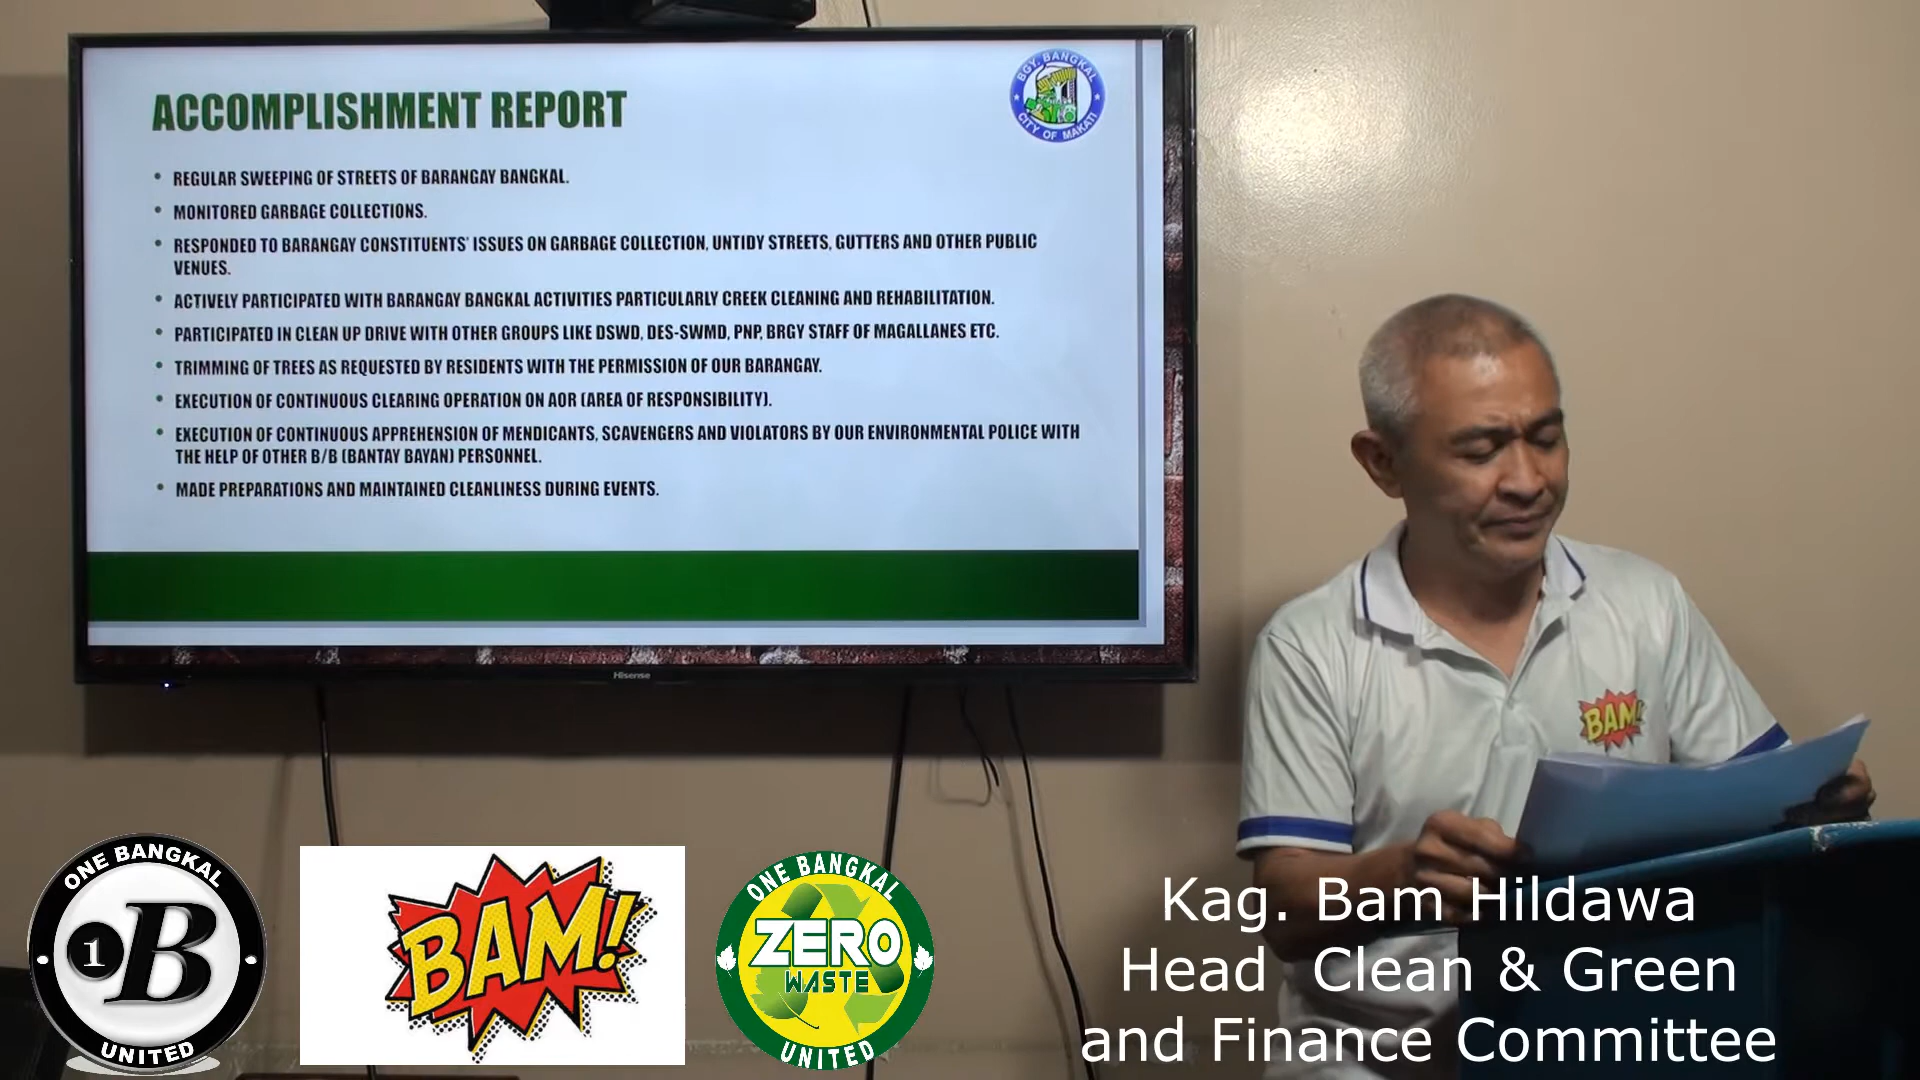 ACCOMPLISHMENT REPORT
BGY. BANGKAL
CITY OF MAKATI
• REGULAR SWEEPING OF STREETS OF BARANGAY BANGKAL.
• MONITORED GARBAGE COLLECTIONS.
• RESPONDED TO BARANGAY CONSTITUENTS' ISSUES ON GARBAGE COLLECTION, UNTIDY STREETS, GUTTERS AND OTHER PUBLIC
VENUES.
• ACTIVELY PARTICIPATED WITH BARANGAY BANGKAL ACTIVITIES PARTICULARLY CREEK CLEANING AND REHABILITATION.
• PARTICIPATED IN CLEAN UP DRIVE WITH OTHER GROUPS LIKE DSWD, DES-SWMD, PNP, BRGY STAFF OF MAGALLANES ETC.
• TRIMMING OF TREES AS REQUESTED BY RESIDENTS WITH THE PERMISSION OF OUR BARANGAY.
• EXECUTION OF CONTINUOUS CLEARING OPERATION ON AOR (AREA OF RESPONSIBILITY).
• EXECUTION OF CONTINUOUS APPREHENSION OF MENDICANTS, SCAVENGERS AND VIOLATORS BY OUR ENVIRONMENTAL POLICE WITH
THE HELP OF OTHER B/B (BANTAY BAYAN) PERSONNEL.
• MADE PREPARATIONS AND MAINTAINED CLEANLINESS DURING EVENTS.
Hisense
BAM!
ONE BANGKAL
1B
UNITED
BAM!
ONE BANGKAL
ZERO
WASTE
UNITED
Kag. Bam Hildawa
Head Clean & Green
and Finance Committee